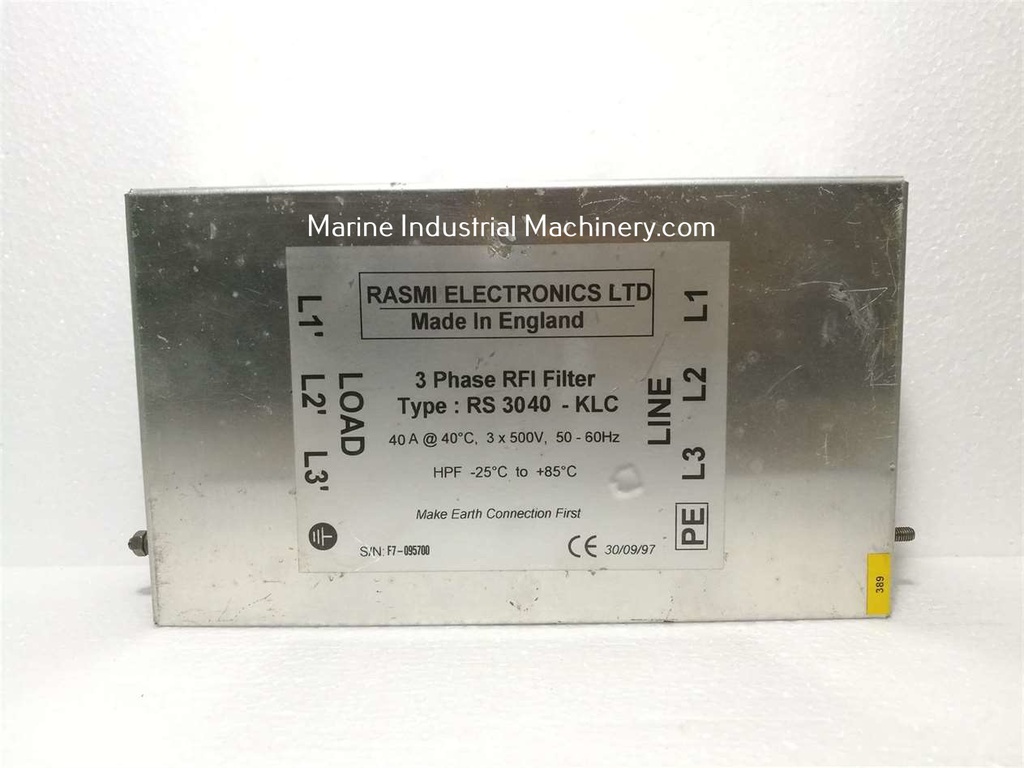 Marine Industrial Machinery.com
RASMI ELECTRONICS LTD
Made In England
3 Phase RFI Filter
Type : RS 3040 - KLC
40 A @ 40°C, 3 x 500V, 50 - 60Hz
HPF -25°C to +85°C
Make Earth Connection First
S/N: F7-095700
CE 30/09/97
L1' L2' L3'
LOAD
LINE
L3 L2 L1
PE
389